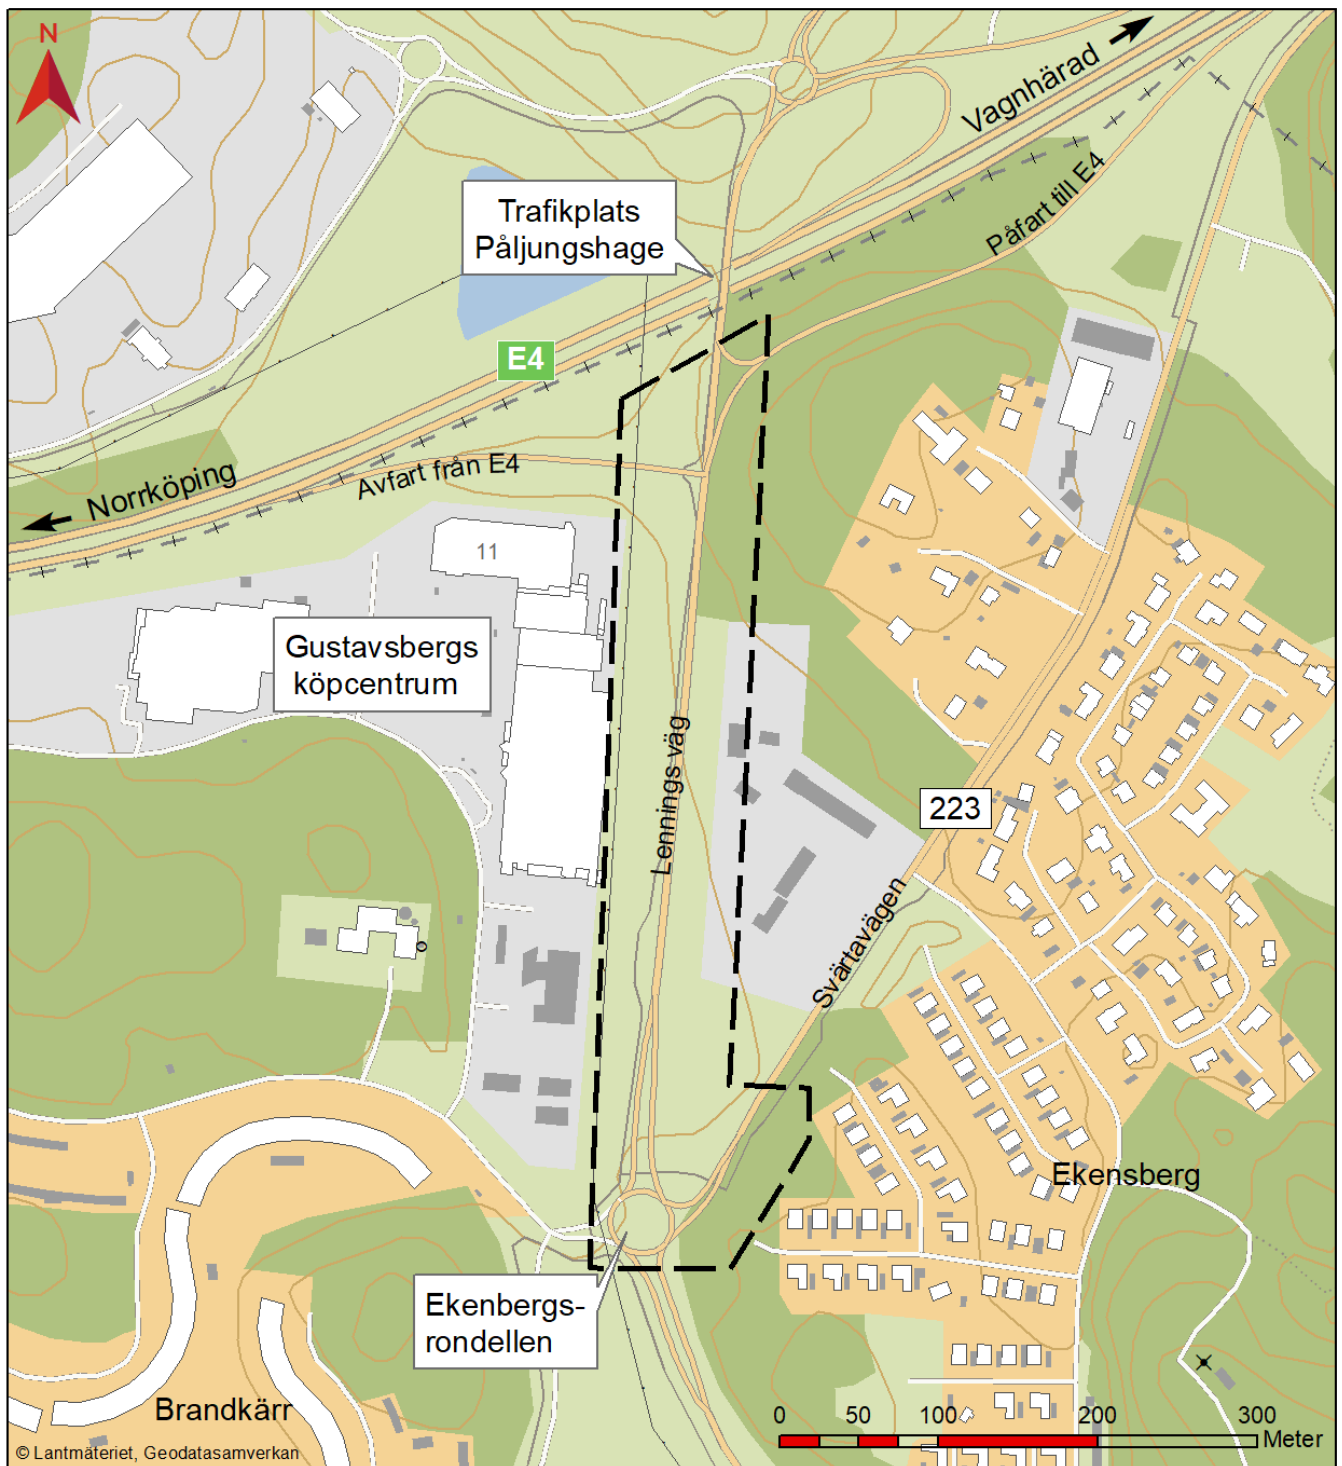 N
Vagnhärad
Trafikplats
Påljungshage
Påfart till E4
E4
Norrköping
Avfart från E4
11
Gustavsbergs
köpcentrum
Lennings väg
223
Svärtavägen
Ekensberg
Ekenbergs-
rondellen
Brandkärr
0 50 100 200 300
Meter
© Lantmäteriet, Geodatasamverkan